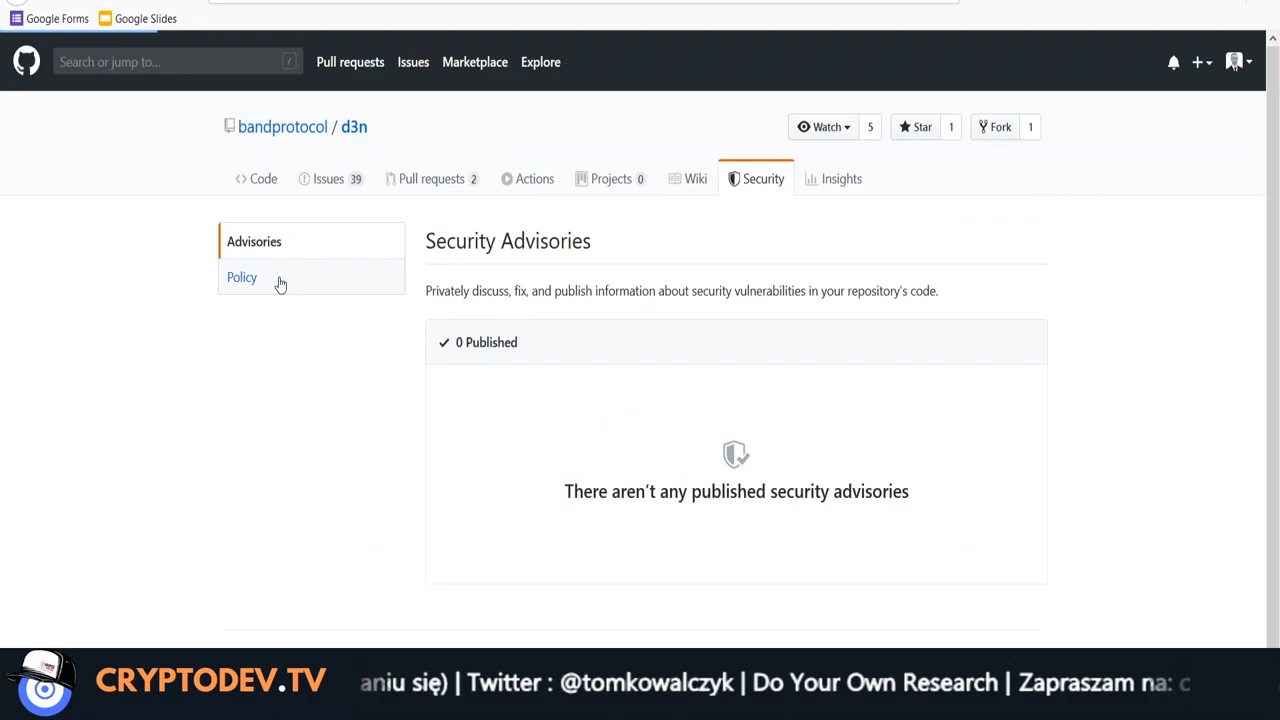 Google Forms Google Slides
Search or jump to... / Pull requests Issues Marketplace Explore
bandprotocol / d3n Watch 5 Star 1 Fork 1
Code Issues 39 Pull requests 2 Actions Projects 0 Wiki Security Insights
Advisories
Policy
Security Advisories
Privately discuss, fix, and publish information about security vulnerabilities in your repository's code.
0 Published
There aren't any published security advisories
CRYPTODEV.TV aniu się) | Twitter : @tomkowalczyk | Do Your Own Research | Zapraszam na: c